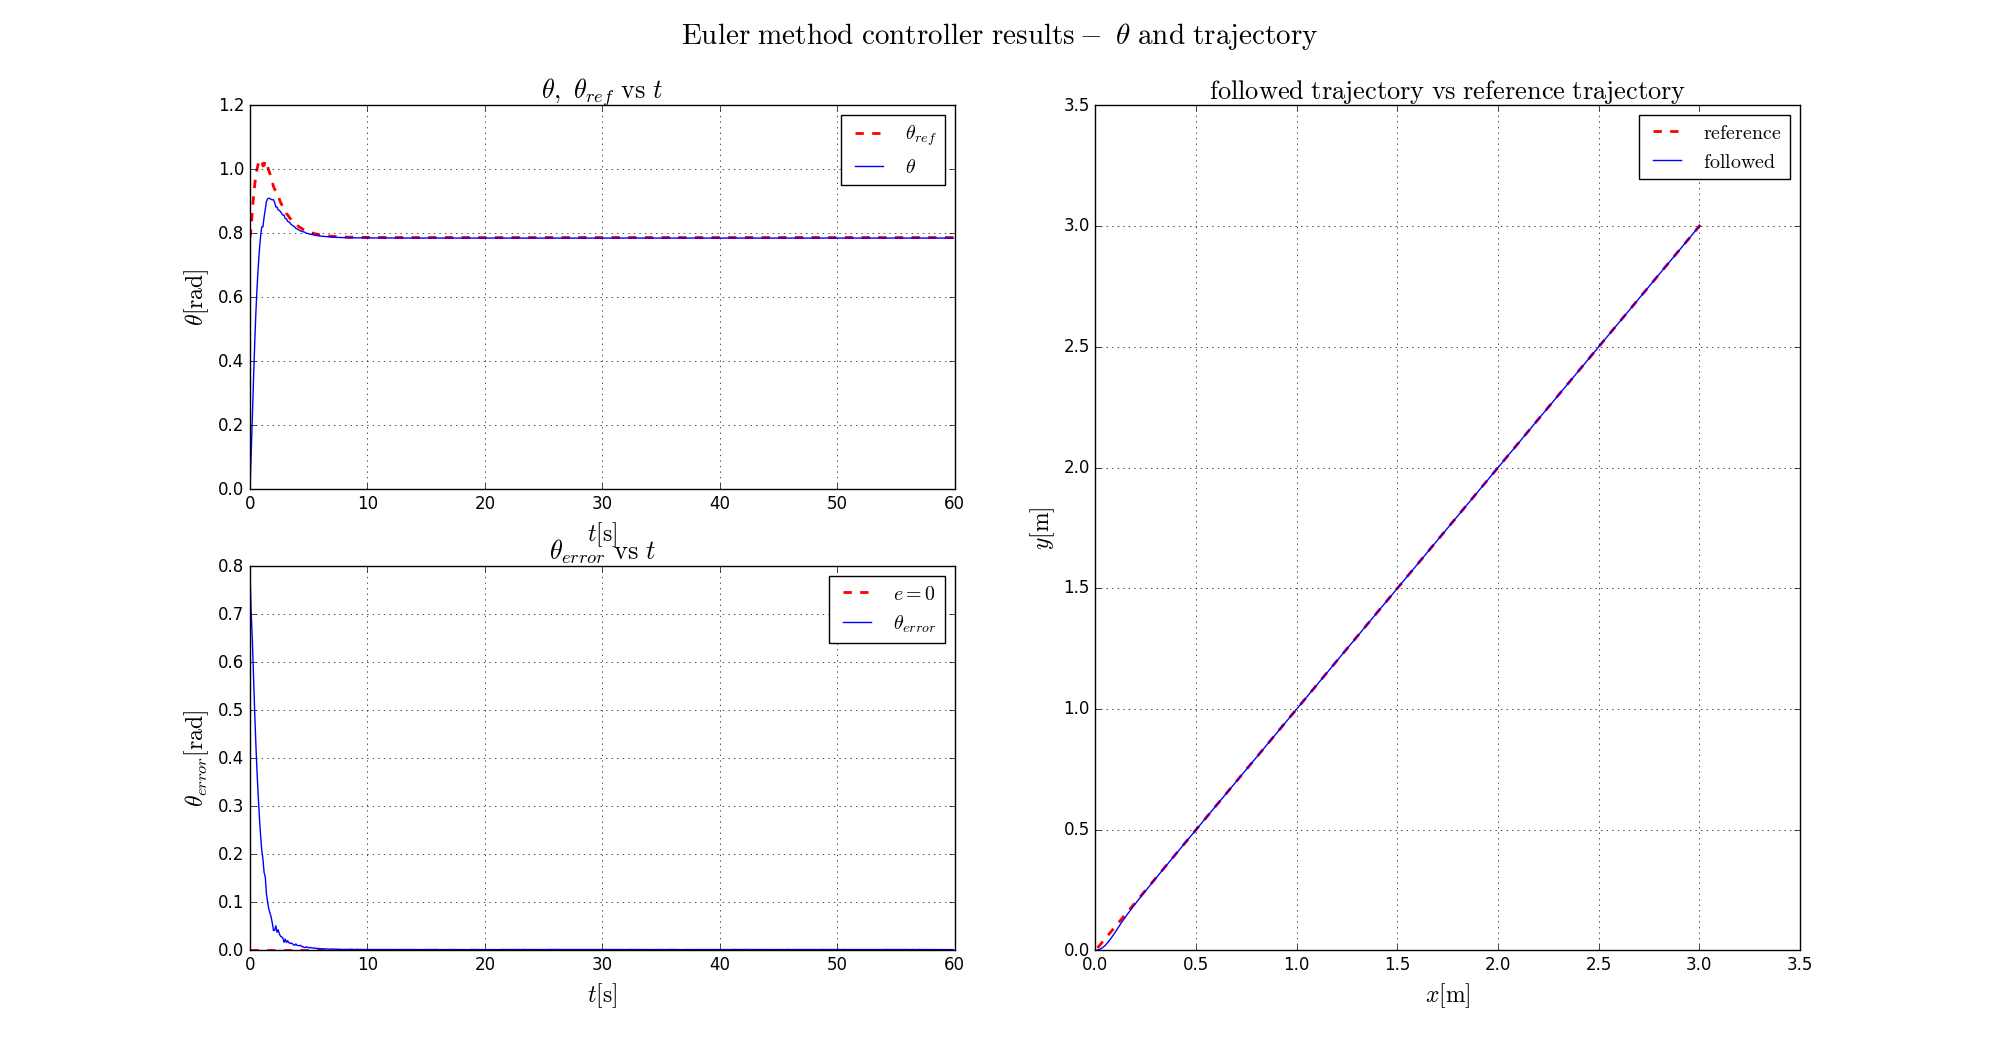 Euler method controller results – θ and trajectory
θ, θ_ref vs t
1.2
1.0
0.8
0.6
0.4
0.2
0.0
θ[rad]
θ_ref
θ
0 10 20 30 40 50 60
t[s]
θ_error vs t
0.8
0.7
0.6
0.5
0.4
0.3
0.2
0.1
0.0
θ_error[rad]
e = 0
θ_error
0 10 20 30 40 50 60
t[s]
followed trajectory vs reference trajectory
3.5
3.0
2.5
2.0
1.5
1.0
0.5
0.0
y[m]
reference
followed
0.0 0.5 1.0 1.5 2.0 2.5 3.0 3.5
x[m]